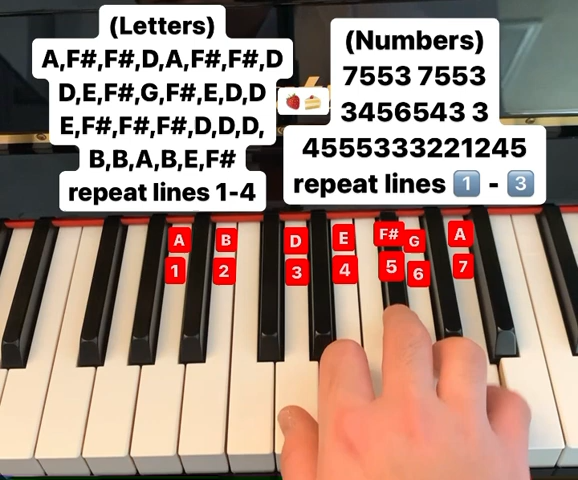 (Letters)
A,F#,F#,D,A,F#,F#,D
D,E,F#,G,F#,E,D,D
E,F#,F#,F#,D,D,D,
B,B,A,B,E,F#
repeat lines 1-4
(Numbers)
7553 7553
3456543 3
4555333221245
repeat lines 1️⃣ - 3️⃣
A B D E F# G A
1 2 3 4 5 6 7